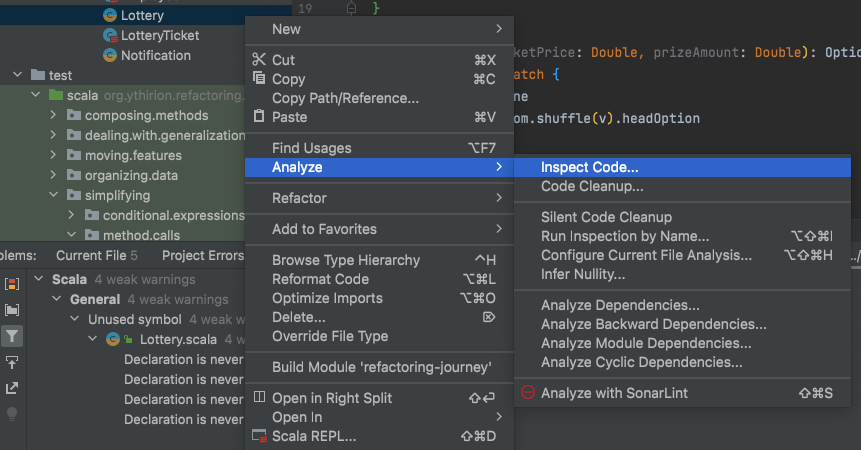 Lottery
LotteryTicket
Notification
test
scala org.ythirion.refactoring.
composing.methods
dealing.with.generalization
moving.features
organizing.data
simplifying
conditional.expressions
method.calls
19 }
ketPrice: Double, prizeAmount: Double): Optio
atch {
ne
om.shuffle(v).headOption
New
Cut ⌘X
Copy ⌘C
Copy Path/Reference...
Paste ⌘V
Find Usages ⌥F7
Analyze
Refactor
Add to Favorites
Browse Type Hierarchy ^H
Reformat Code ⌥⌘L
Optimize Imports ⌥⌘O
Delete... ⌦
Override File Type
Build Module 'refactoring-journey'
Open in Right Split ⇧↩
Open In
Scala REPL... ⇧⌘D
Inspect Code...
Code Cleanup...
Silent Code Cleanup
Run Inspection by Name... ⌥⇧⌘I
Configure Current File Analysis... ⌥⇧⌘H
Infer Nullity...
Analyze Dependencies...
Analyze Backward Dependencies...
Analyze Module Dependencies...
Analyze Cyclic Dependencies...
Analyze with SonarLint ⇧⌘S
blems: Current File 5 Project Errors
Scala 4 weak warnings
General 4 weak warnings
Unused symbol 4 weak w
Lottery.scala 4 w
Declaration is never
Declaration is never
Declaration is never
Declaration is never